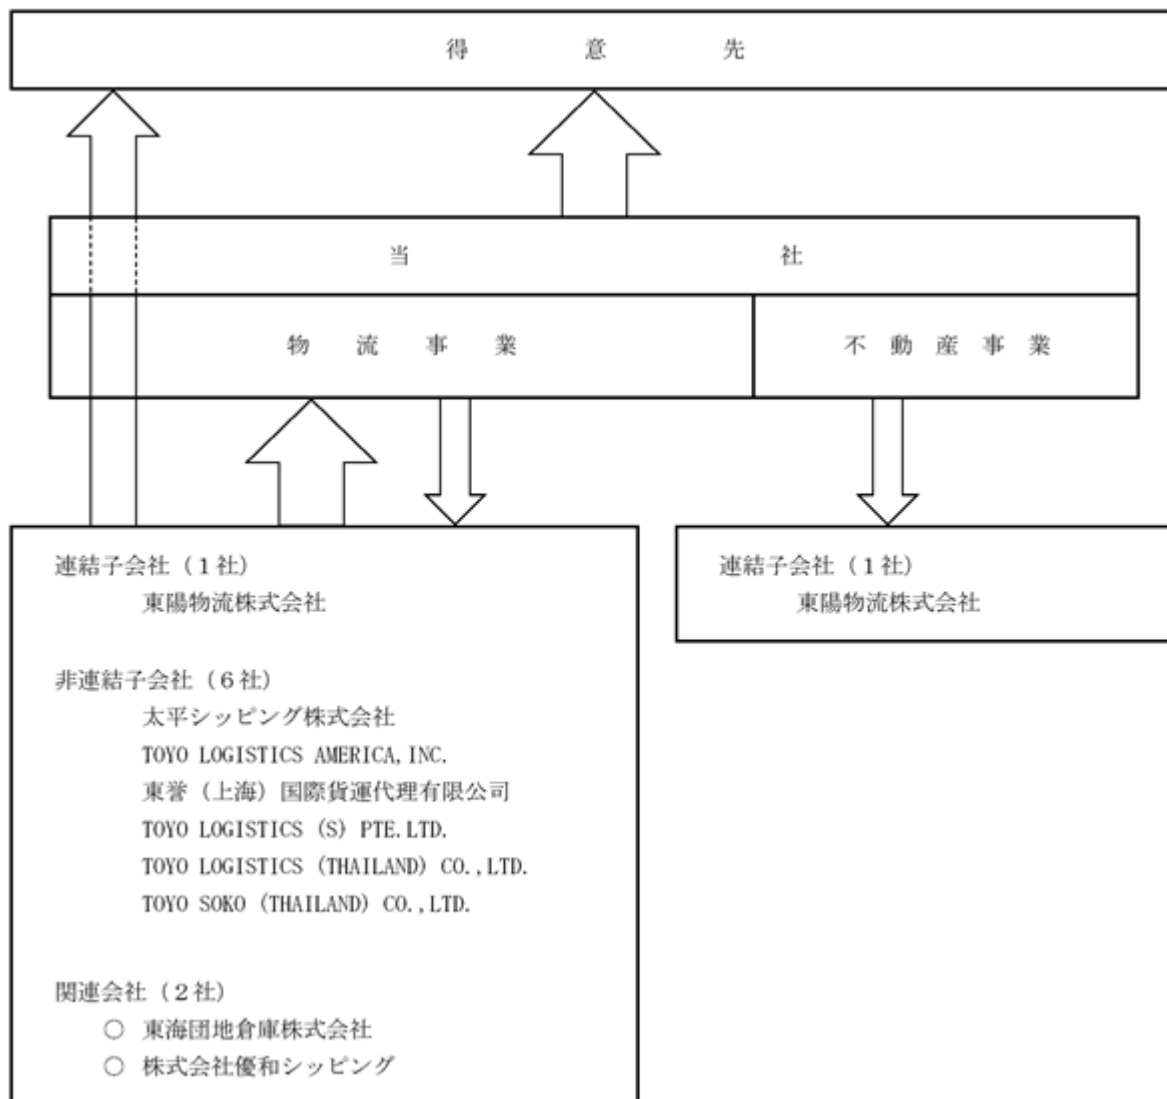 得意先
当社
物流事業
不動産事業
連結子会社（１社）
東陽物流株式会社
非連結子会社（６社）
太平シッピング株式会社
TOYO LOGISTICS AMERICA,INC.
東誉（上海）国際貨運代理有限公司
TOYO LOGISTICS (S) PTE.LTD.
TOYO LOGISTICS (THAILAND) CO.,LTD.
TOYO SOKO (THAILAND) CO.,LTD.
関連会社（２社）
○ 東海団地倉庫株式会社
○ 株式会社優和シッピング
連結子会社（１社）
東陽物流株式会社